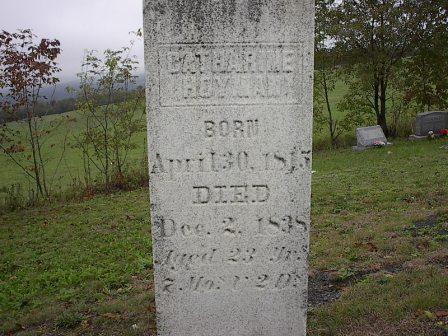 CATHARINE
BORN
April 30, 1815
DIED
Dec. 2, 1838
Aged 23 Yrs
7 Mo. & 2 Ds